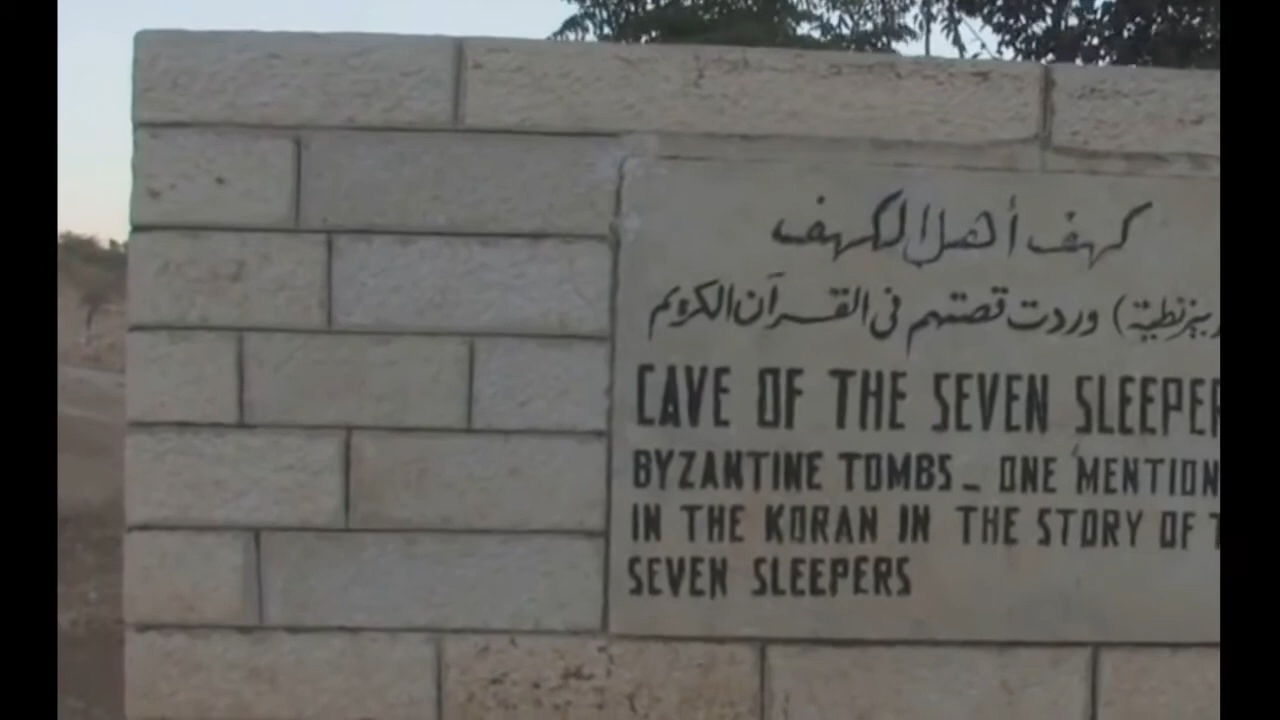 كهف أهل الكهف
بيزنطية) وردت قصتهم في القرآن الكريم
CAVE OF THE SEVEN SLEEPER
BYZANTINE TOMBS_ ONE MENTION
IN THE KORAN IN THE STORY OF T
SEVEN SLEEPERS